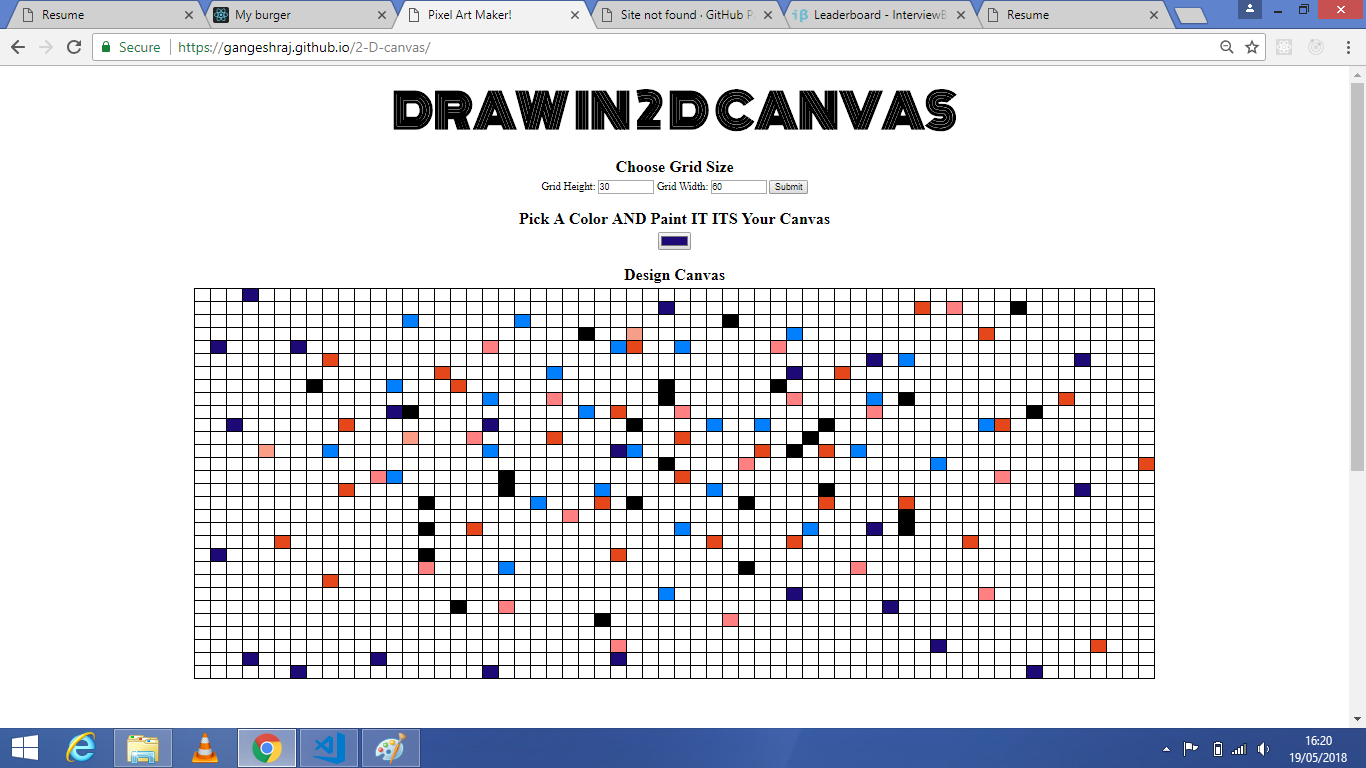 Resume
My burger
Pixel Art Maker!
Site not found · GitHub P
Leaderboard - InterviewB
Resume
Secure https://gangeshraj.github.io/2-D-canvas/
DRAW IN 2 D CANVAS
Choose Grid Size
Grid Height: 30 Grid Width: 60 Submit
Pick A Color AND Paint IT ITS Your Canvas
Design Canvas
16:20
19/05/2018